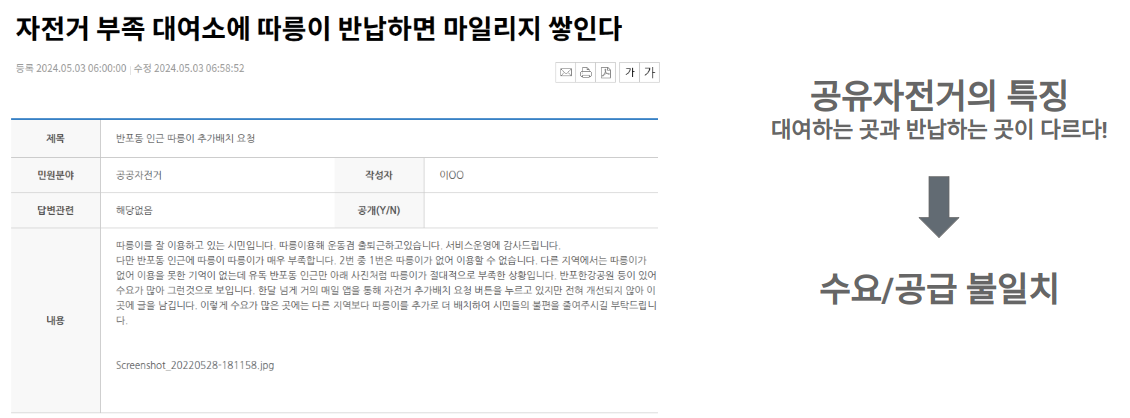 자전거 부족 대여소에 따릉이 반납하면 마일리지 쌓인다
등록 2024.05.03 06:00:00 | 수정 2024.05.03 06:58:52
가 가
제목 반포동 인근 따릉이 추가배치 요청
민원분야 공공자전거 작성자 이OO
답변관련 해당없음 공개(Y/N)
내용
따릉이를 잘 이용하고 있는 시민입니다. 따릉이용해 운동겸 출퇴근하고있습니다. 서비스운영에 감사드립니다.
다만 반포동 인근에 따릉이 따릉이가 매우 부족합니다. 2번 중 1번은 따릉이가 없어 이용할 수 없습니다. 다른 지역에서는 따릉이가
없어 이용을 못한 기억이 없는데 유독 반포동 인근만 아래 사진처럼 따릉이가 절대적으로 부족한 상황입니다. 반포한강공원 등이 있어
수요가 많아 그런것으로 보입니다. 한달 넘게 거의 매일 앱을 통해 자전거 추가배치 요청 버튼을 누르고 있지만 전혀 개선되지 않아 이
곳에 글을 남깁니다. 이렇게 수요가 많은 곳에는 다른 지역보다 따릉이를 추가로 더 배치하여 시민들의 불편을 줄여주시길 부탁드립니
다.
Screenshot_20220528-181158.jpg
공유자전거의 특징
대여하는 곳과 반납하는 곳이 다르다!
수요/공급 불일치